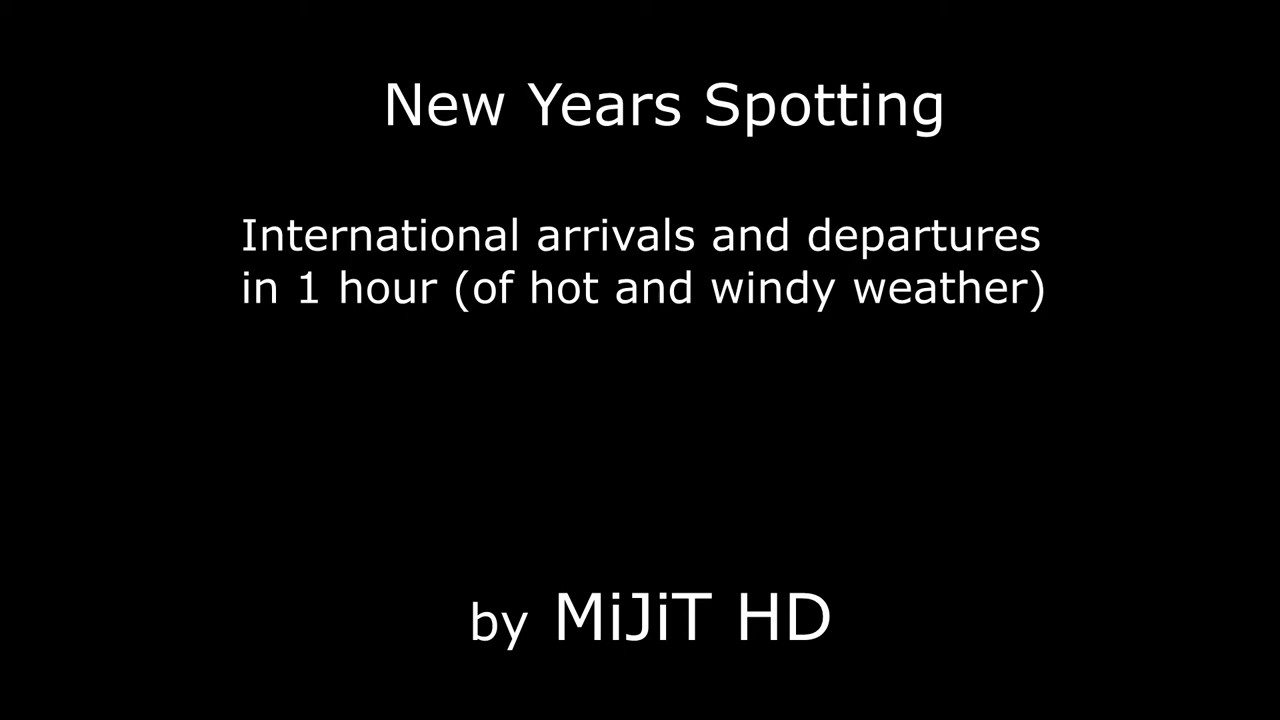 New Years Spotting
International arrivals and departures
in 1 hour (of hot and windy weather)
by MiJiT HD